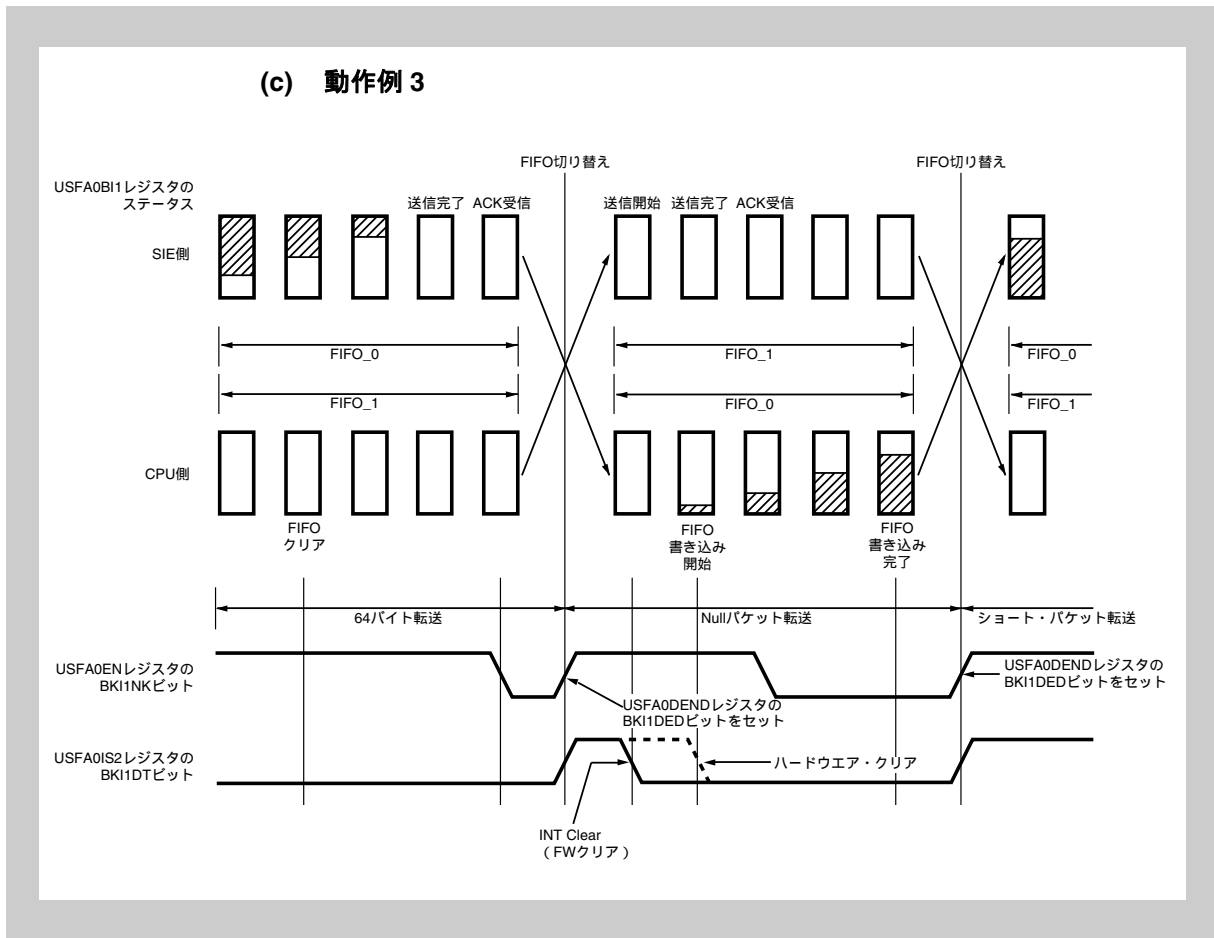 (c) 動作例 3
FIFO切り替え
FIFO切り替え
USFA0BI1レジスタの
ステータス
送信完了
ACK受信
送信開始
送信完了
ACK受信
SIE側
FIFO_0
FIFO_1
FIFO_0
FIFO_1
FIFO_0
FIFO_1
CPU側
FIFO
クリア
FIFO
書き込み
開始
FIFO
書き込み
完了
64バイト転送
Nullパケット転送
ショート・パケット転送
USFA0ENレジスタの
BKI1NKビット
USFA0DENDレジスタの
BKI1DEDビットをセット
USFA0DENDレジスタの
BKI1DEDビットをセット
USFA0IS2レジスタの
BKI1DTビット
ハードウエア・クリア
INT Clear
(FWクリア)